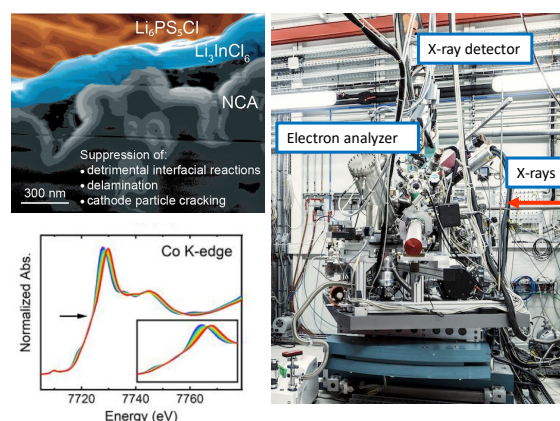 Li₆PS₅Cl
Li₃InCl₆
NCA
Suppression of:
• detrimental interfacial reactions
• delamination
• cathode particle cracking
300 nm
X-ray detector
Electron analyzer
X-rays
Co K-edge
Normalized Abs.
7720 7740 7760
Energy (eV)